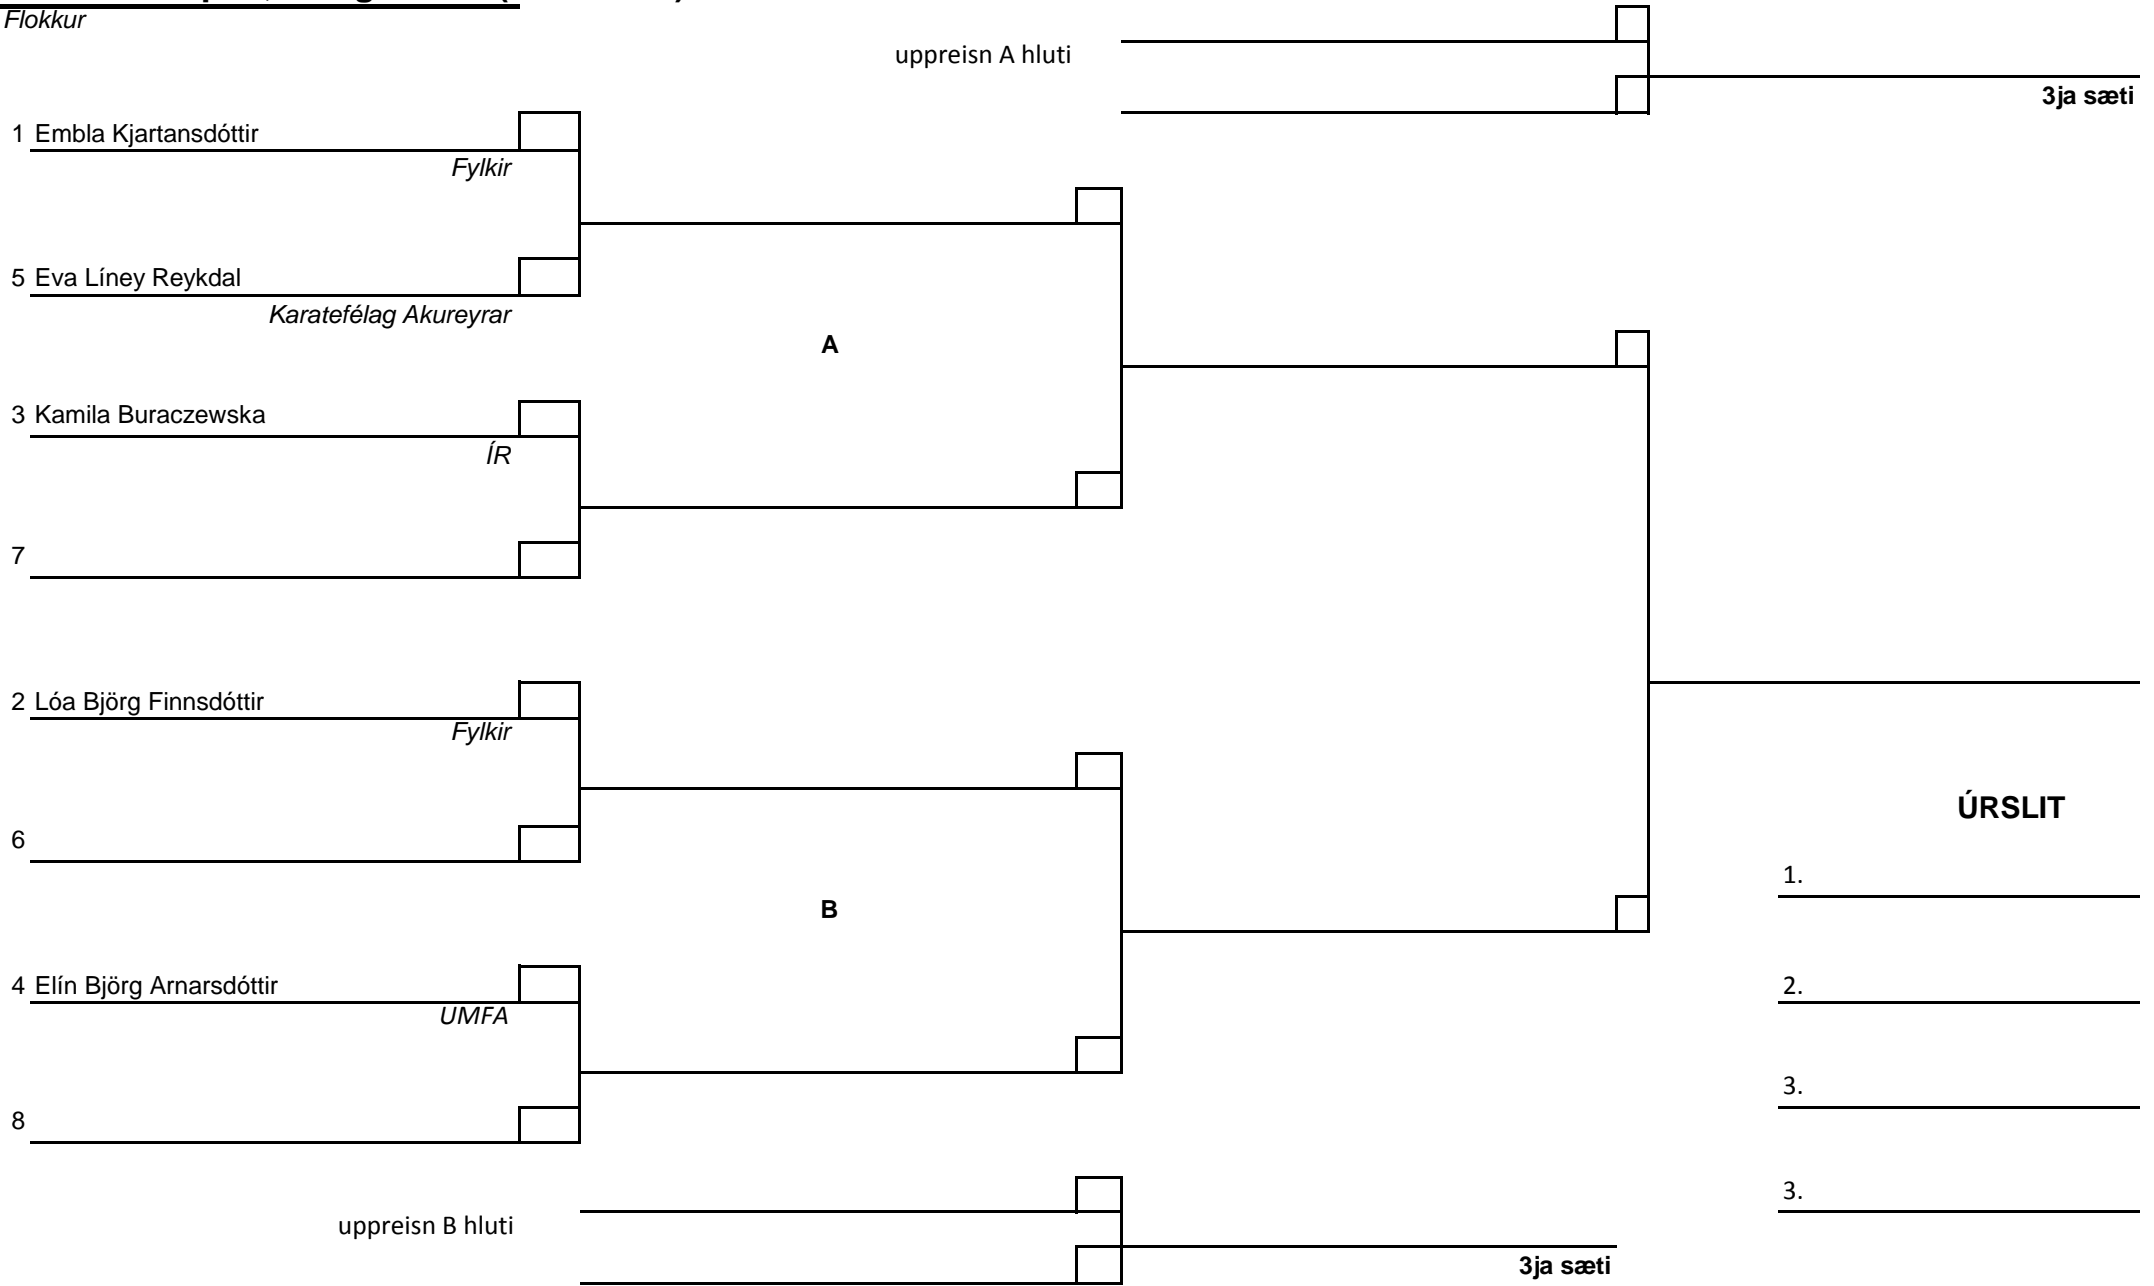 Flokkur
uppreisn A hluti
3ja sæti
1 Embla Kjartansdóttir
Fylkir
5 Eva Líney Reykdal
Karatefélag Akureyrar
A
3 Kamila Buraczewska
ÍR
7
2 Lóa Björg Finnsdóttir
Fylkir
6
ÚRSLIT
1.
B
4 Elín Björg Arnarsdóttir
2.
UMFA
3.
8
3.
uppreisn B hluti
3ja sæti